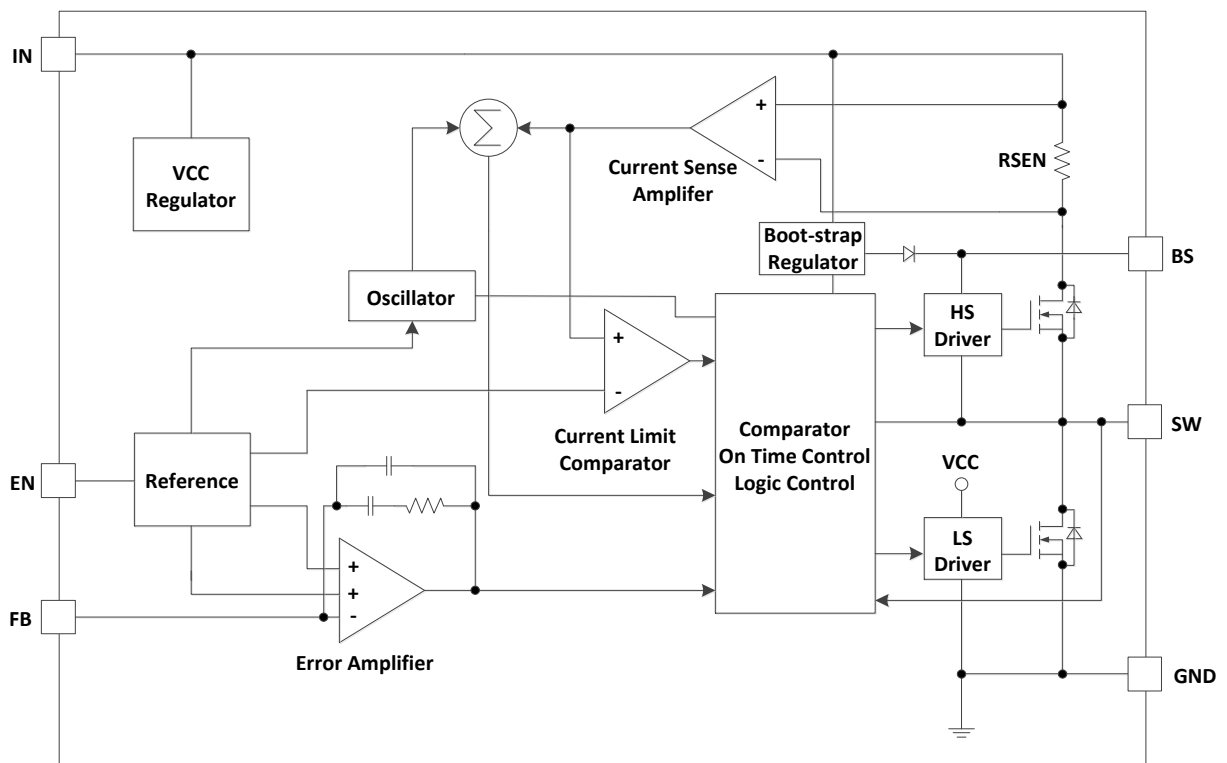 IN
+
Σ
-
Current Sense
Amplifer
RSEN
VCC
Regulator
Boot-strap
Regulator
BS
Oscillator
HS
Driver
+
-
Current Limit
Comparator
Comparator
On Time Control
Logic Control
SW
EN
Reference
VCC
LS
Driver
+
+
-
FB
Error Amplifier
GND